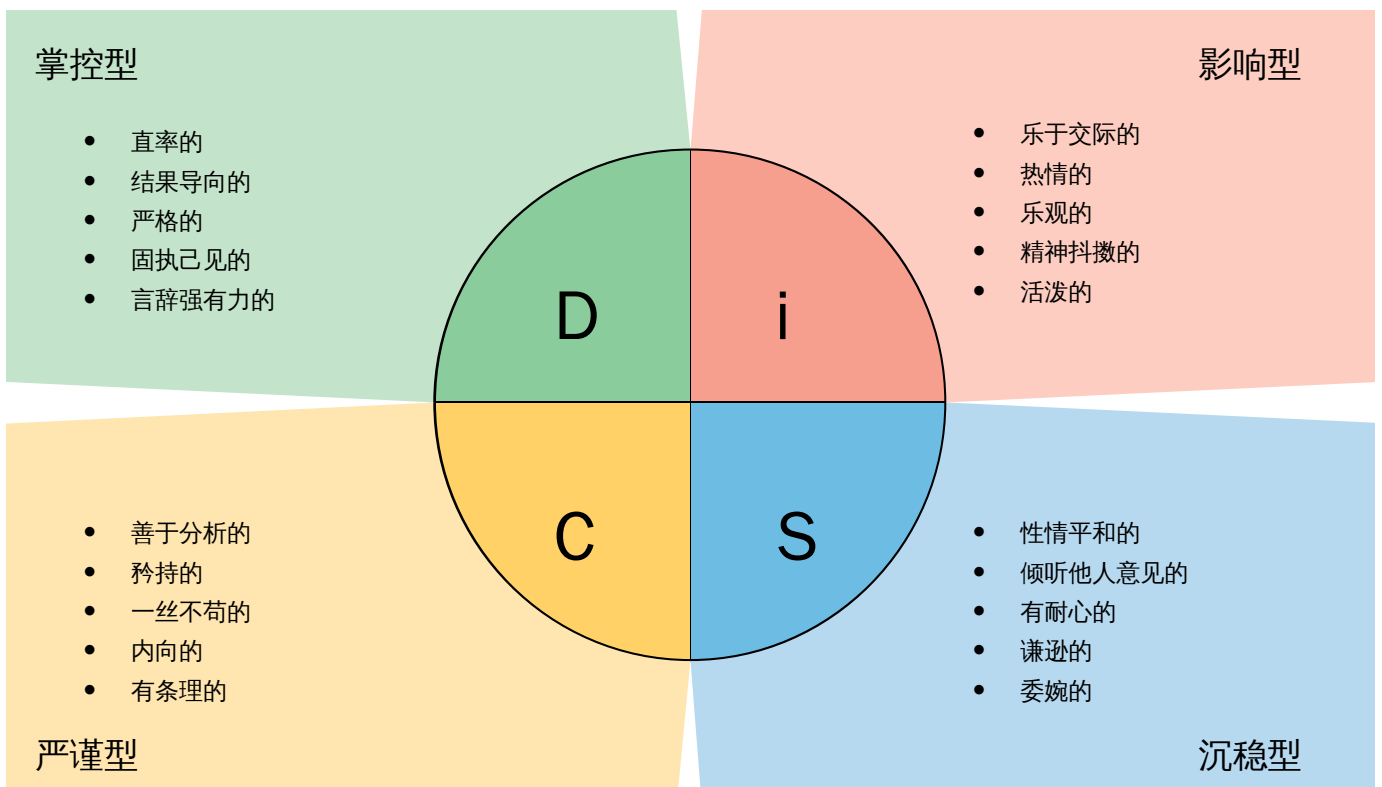 掌控型
直率的
结果导向的
严格的
固执己见的
言辞强有力的
影响型
乐于交际的
热情的
乐观的
精神抖擞的
活泼的
D
i
C
S
善于分析的
矜持的
一丝不苟的
内向的
有条理的
严谨型
性情平和的
倾听他人意见的
有耐心的
谦逊的
委婉的
沉稳型